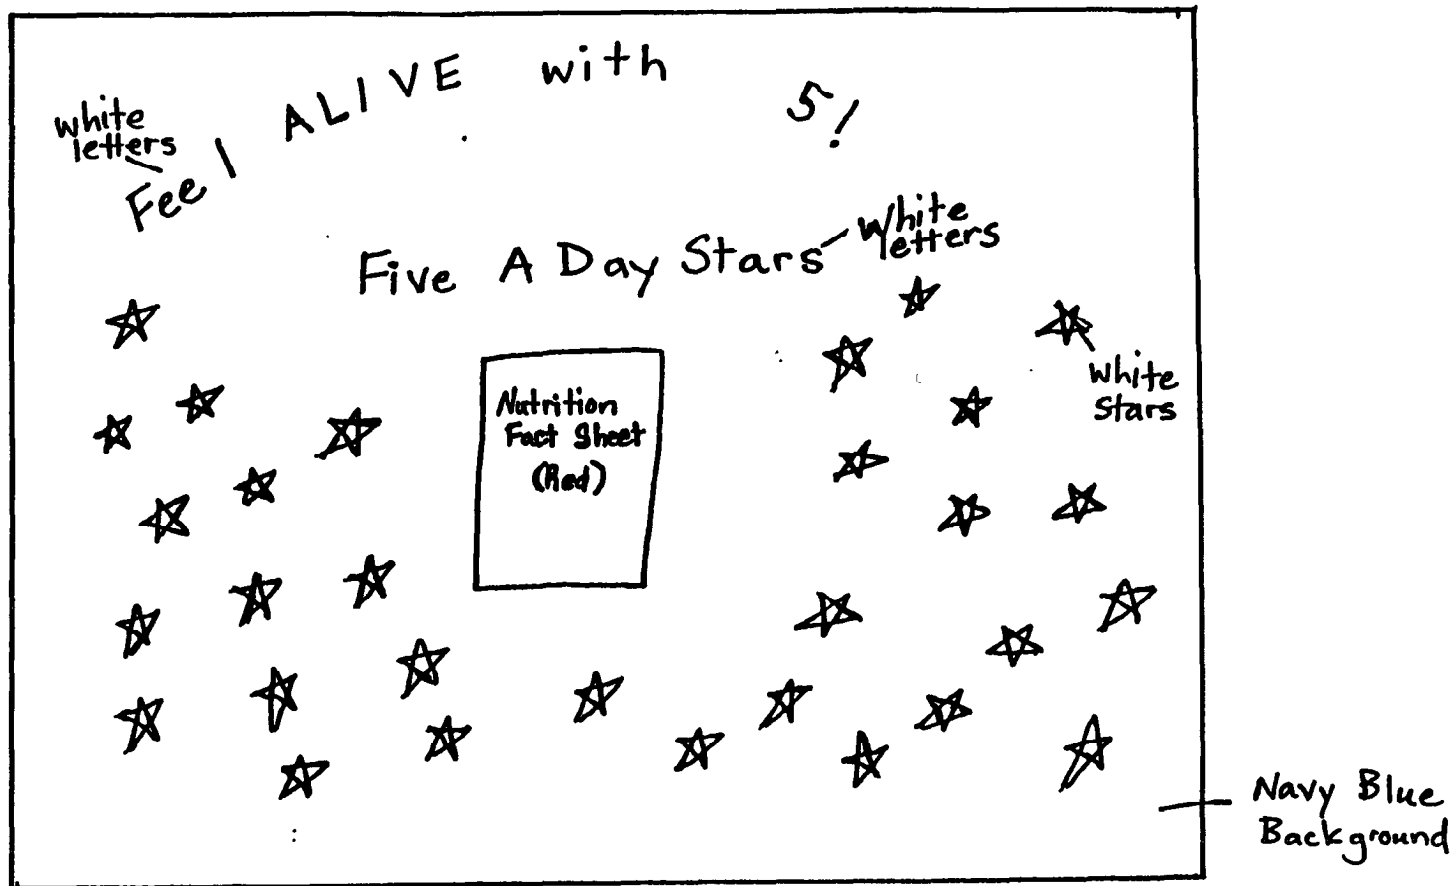 Feel ALIVE with 5!
white
letters
Five A Day Stars
White
letters
White
Stars
Nutrition
Fact Sheet
(Red)
Navy Blue
Background